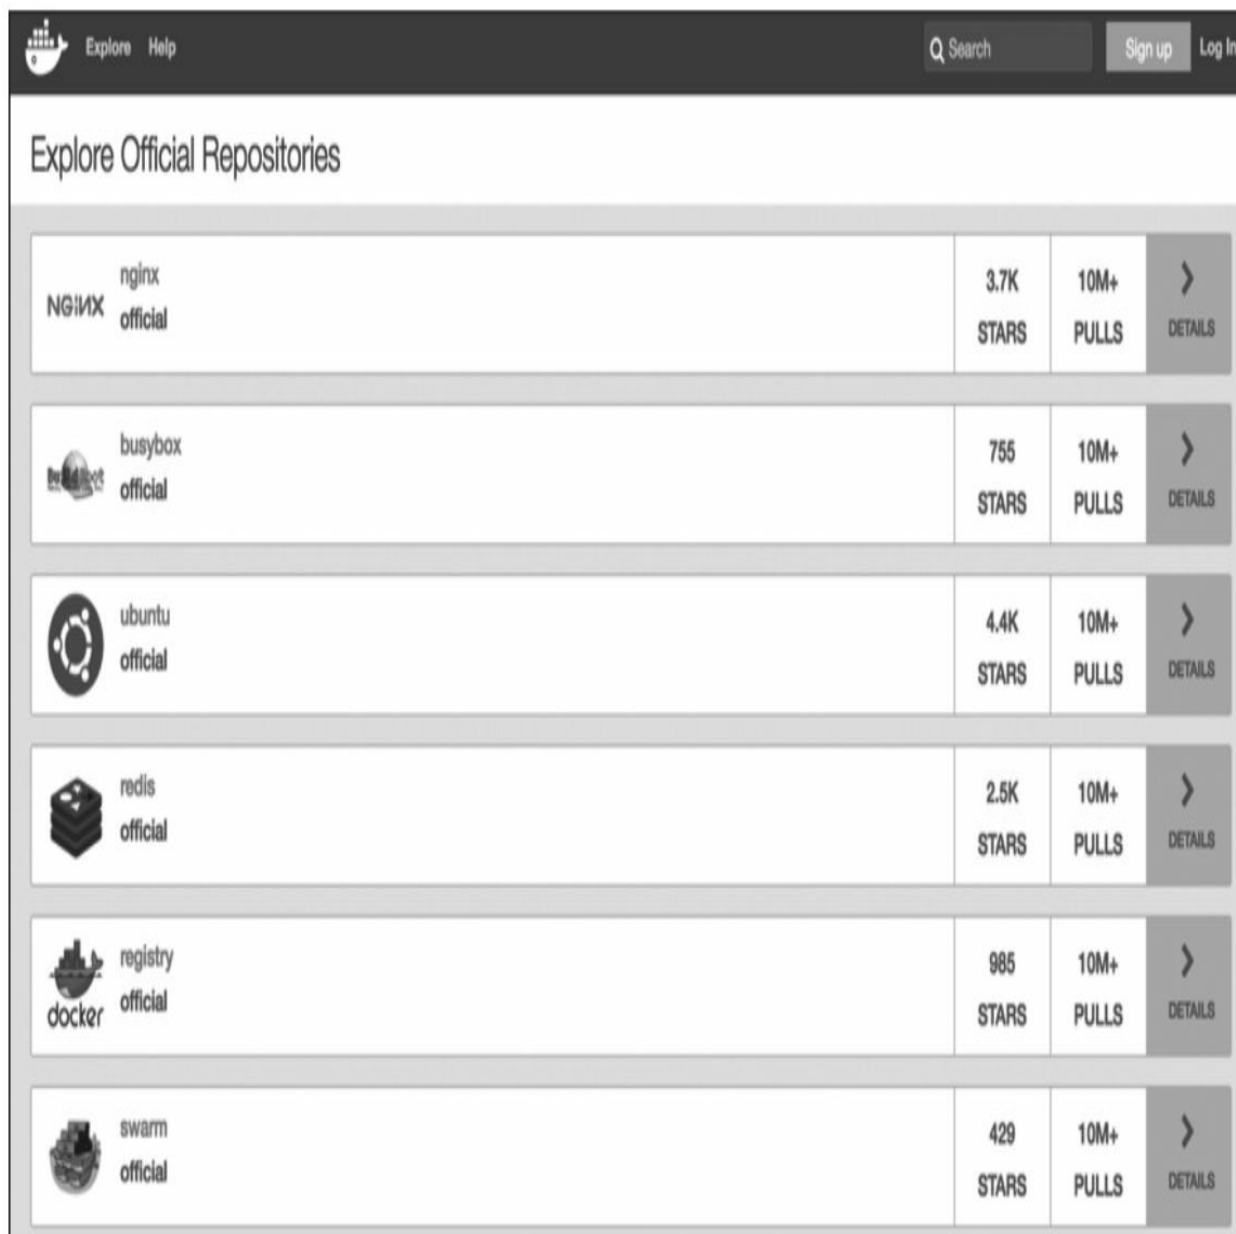 Explore Help Search Sign up Log In
Explore Official Repositories
NGINX
nginx
official
3.7K
STARS
10M+
PULLS
DETAILS
busybox
official
755
STARS
10M+
PULLS
DETAILS
ubuntu
official
4.4K
STARS
10M+
PULLS
DETAILS
redis
official
2.5K
STARS
10M+
PULLS
DETAILS
docker
registry
official
985
STARS
10M+
PULLS
DETAILS
swarm
official
429
STARS
10M+
PULLS
DETAILS